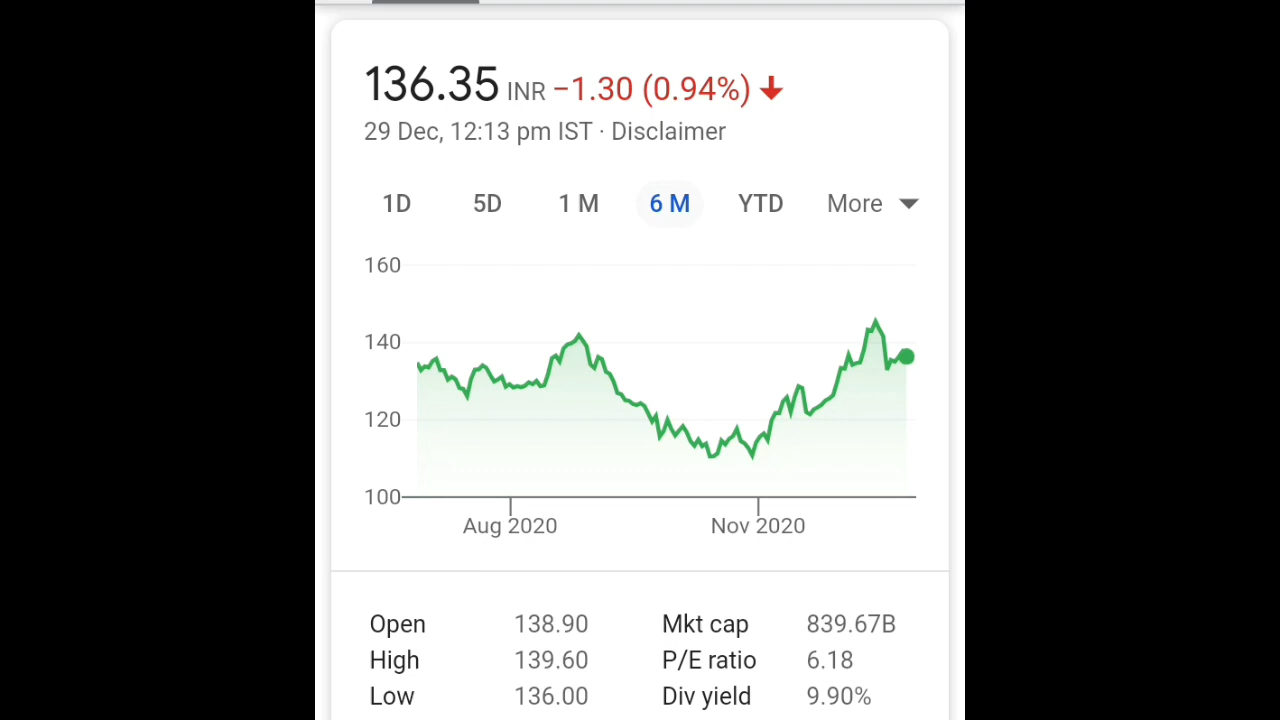 136.35 INR −1.30 (0.94%)
29 Dec, 12:13 pm IST · Disclaimer
1D 5D 1 M 6 M YTD More
160
140
120
100
Aug 2020 Nov 2020
Open 138.90 Mkt cap 839.67B
High 139.60 P/E ratio 6.18
Low 136.00 Div yield 9.90%